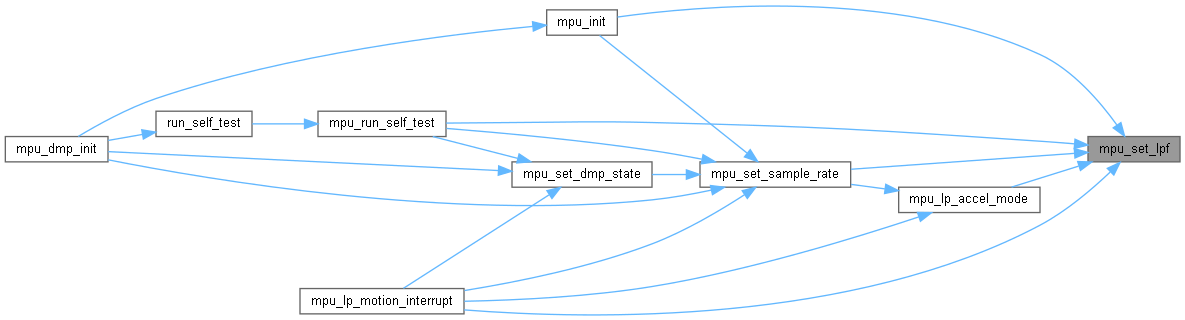 mpu_init
run_self_test
mpu_run_self_test
mpu_dmp_init
mpu_set_lpf
mpu_set_dmp_state
mpu_set_sample_rate
mpu_lp_accel_mode
mpu_lp_motion_interrupt